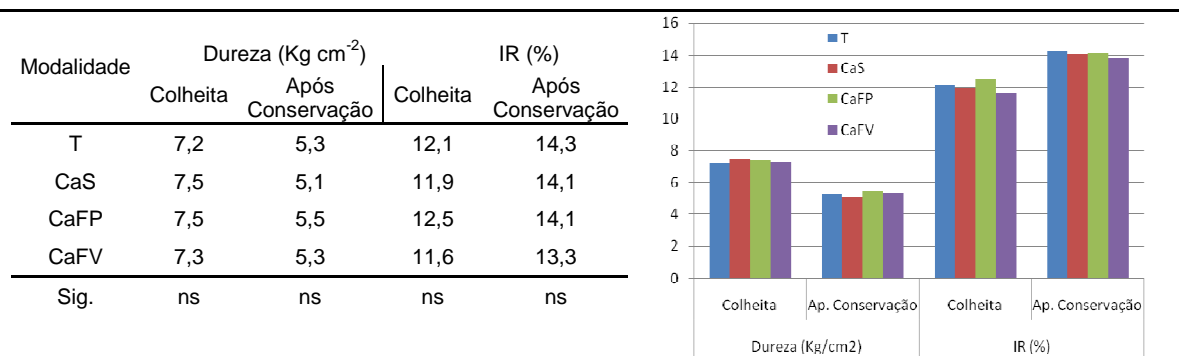 Modalidade Dureza (Kg cm-2) IR (%)
Colheita Após Conservação Colheita Após Conservação
T 7,2 5,3 12,1 14,3
CaS 7,5 5,1 11,9 14,1
CaFP 7,5 5,5 12,5 14,1
CaFV 7,3 5,3 11,6 13,3
Sig. ns ns ns ns
16
14
12
10
8
6
4
2
0
T
CaS
CaFP
CaFV
Colheita Ap. Conservação Colheita Ap. Conservação
Dureza (Kg/cm2) IR (%)